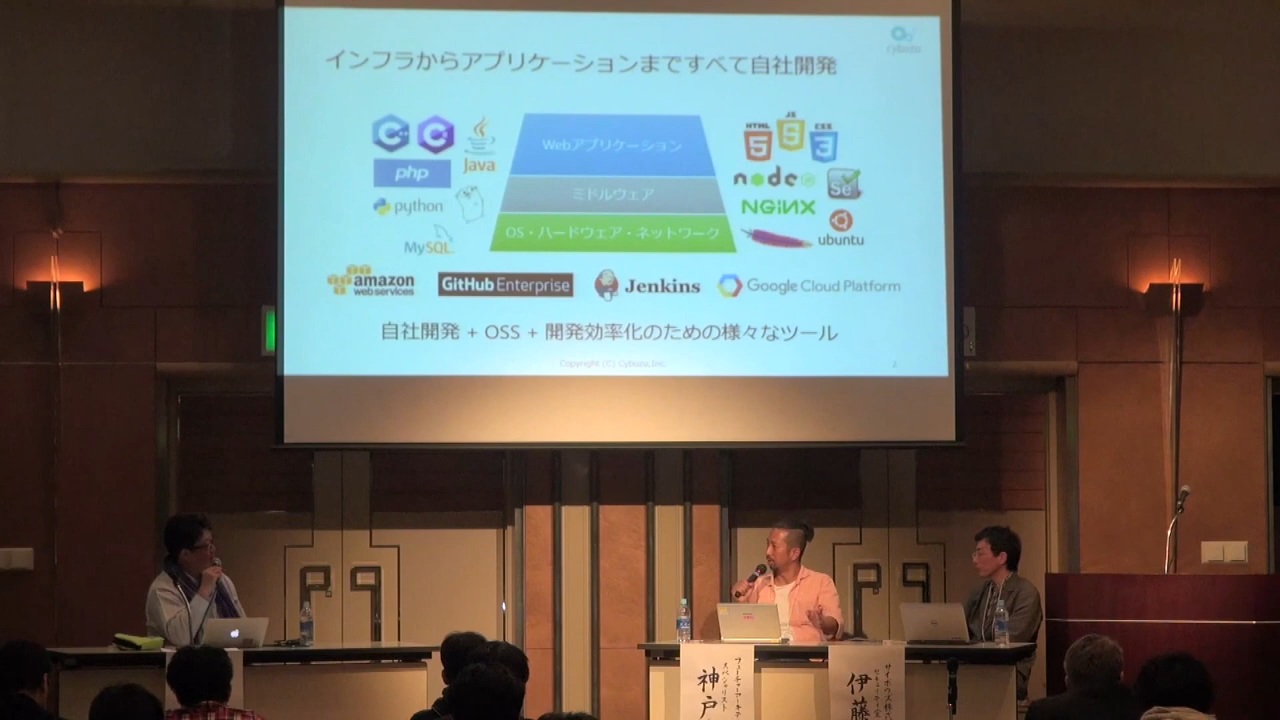 cybozu
インフラからアプリケーションまですべて自社開発
Java
php
python
MySQL
Webアプリケーション
ミドルウェア
OS・ハードウェア・ネットワーク
HTML 5
JS 5
CSS 3
node
Se
NGINX
ubuntu
amazon web services
GitHub Enterprise
Jenkins
Google Cloud Platform
自社開発 + OSS + 開発効率化のための様々なツール
Copyright (C) Cybozu, Inc.
神戸
伊藤